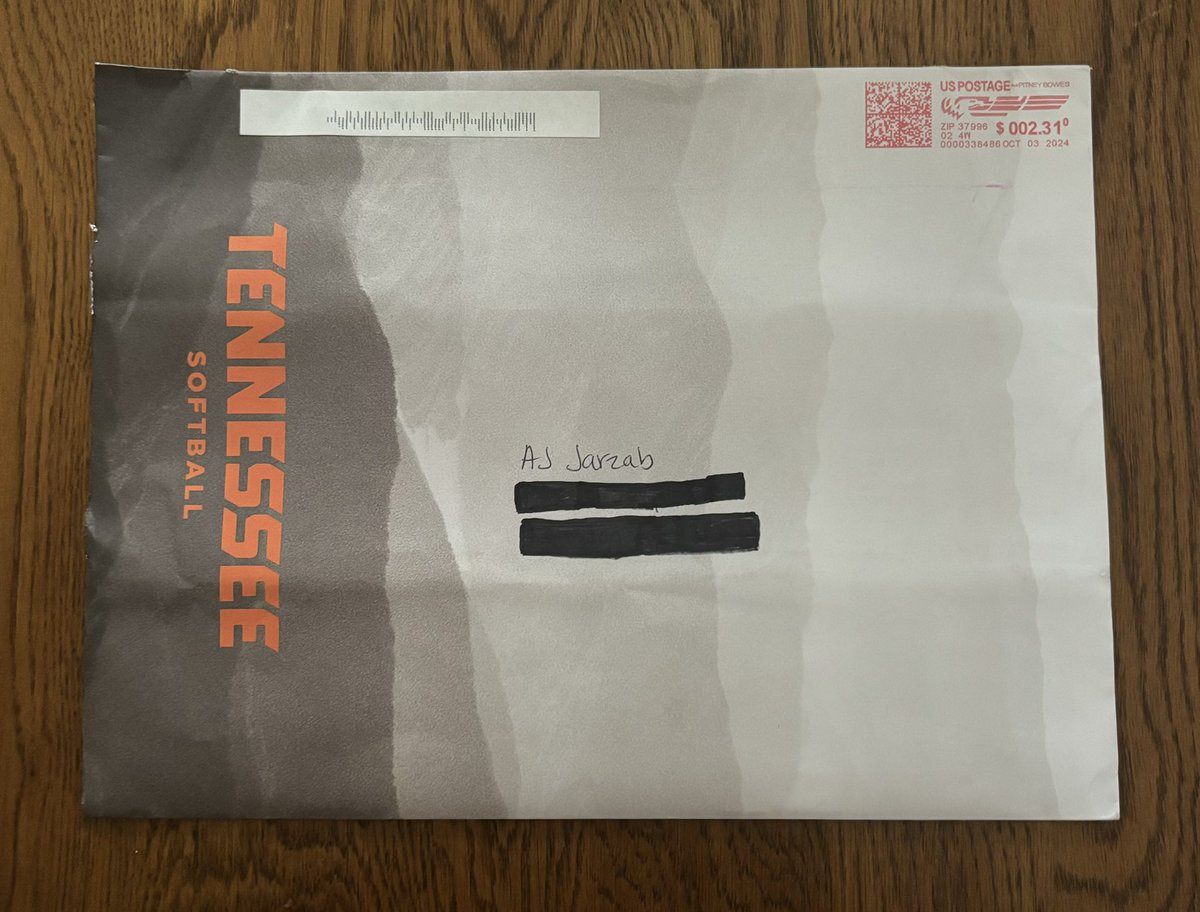 US POSTAGE PITNEY BOWES
ZIP 37996 $ 002.31⁰
02 4W
0000338486 OCT 03 2024
TENNESSEE
SOFTBALL
AJ Jarzab